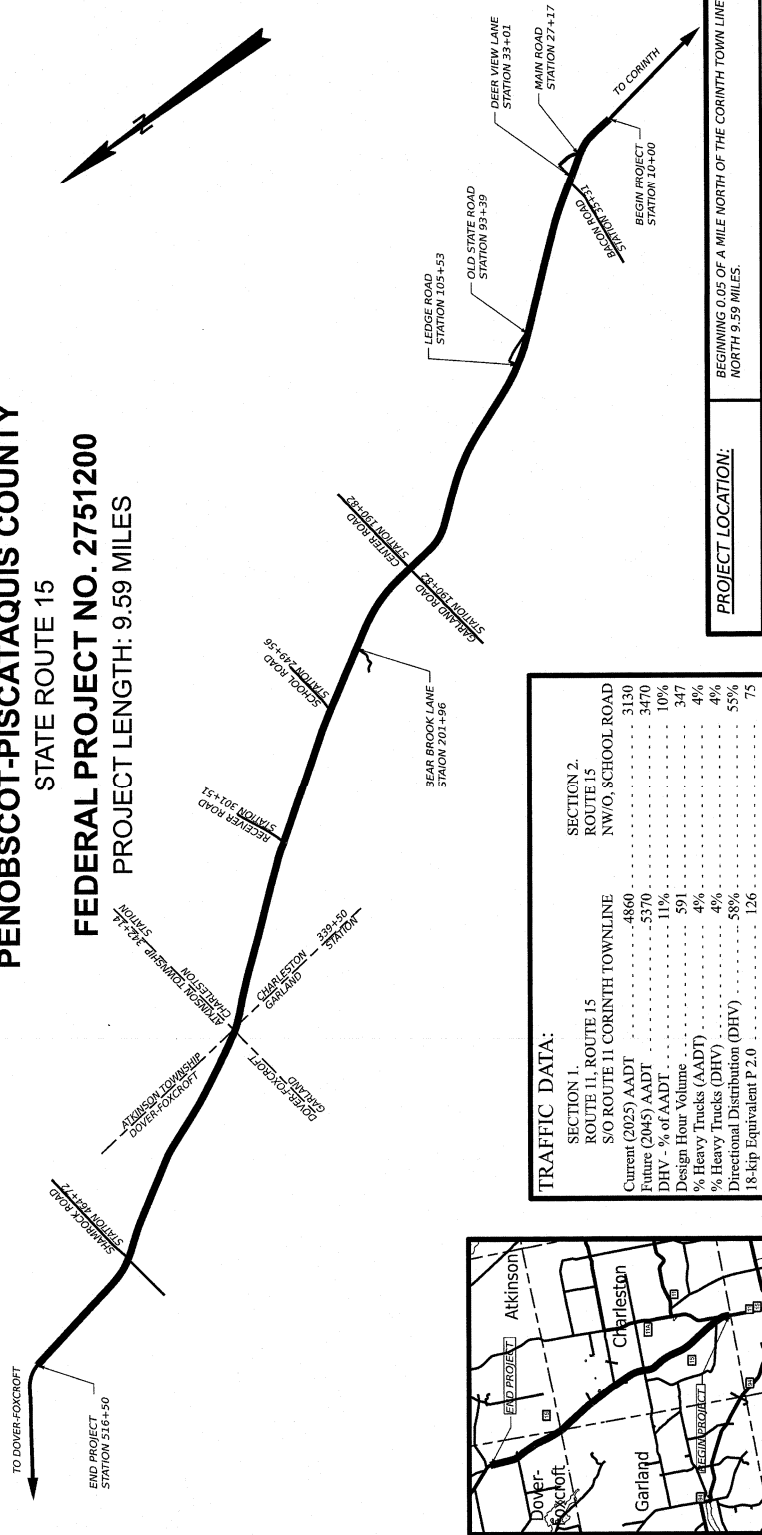 PENOBSCOT-PISCATAQUIS COUNTY
STATE ROUTE 15
FEDERAL PROJECT NO. 2751200
PROJECT LENGTH: 9.59 MILES
TO DOVER-FOXCROFT
END PROJECT
STATION 516+50
SHAMROCK ROAD
STATION 464+72
ATKINSON TOWNSHIP
DOVER-FOXCROFT
DOVER-FOXCROFT
GARLAND
STATION 342+14
ATKINSON TOWNSHIP
CHARLESTON
CHARLESTON
GARLAND
339+50
STATION
RECEIVER ROAD
STATION 301+51
SCHOOL ROAD
STATION 249+56
BEAR BROOK LANE
STAION 201+96
CENTER ROAD
STATION 190+82
GARLAND ROAD
STATION 190+82
LEDGE ROAD
STATION 105+53
OLD STATE ROAD
STATION 93+39
DEER VIEW LANE
STATION 33+01
MAIN ROAD
STATION 27+17
BACON ROAD
STATION 35+31
BEGIN PROJECT
STATION 10+00
TO CORINTH
Atkinson
END PROJECT
Charleston
Dover-
Foxcroft
Garland
BEGIN PROJECT
15
11A
11
15
TRAFFIC DATA:
SECTION 1.
ROUTE 11, ROUTE 15
S/O ROUTE 11 CORINTH TOWNLINE
SECTION 2.
ROUTE 15
NW/O, SCHOOL ROAD
Current (2025) AADT 4860 3130
Future (2045) AADT 5370 3470
DHV - % of AADT 11% 10%
Design Hour Volume 591 347
% Heavy Trucks (AADT) 4% 4%
% Heavy Trucks (DHV) 4% 4%
Directional Distribution (DHV) 58% 55%
18-kip Equivalent P 2.0 126 75
PROJECT LOCATION:
BEGINNING 0.05 OF A MILE NORTH OF THE CORINTH TOWN LINE
NORTH 9.59 MILES.